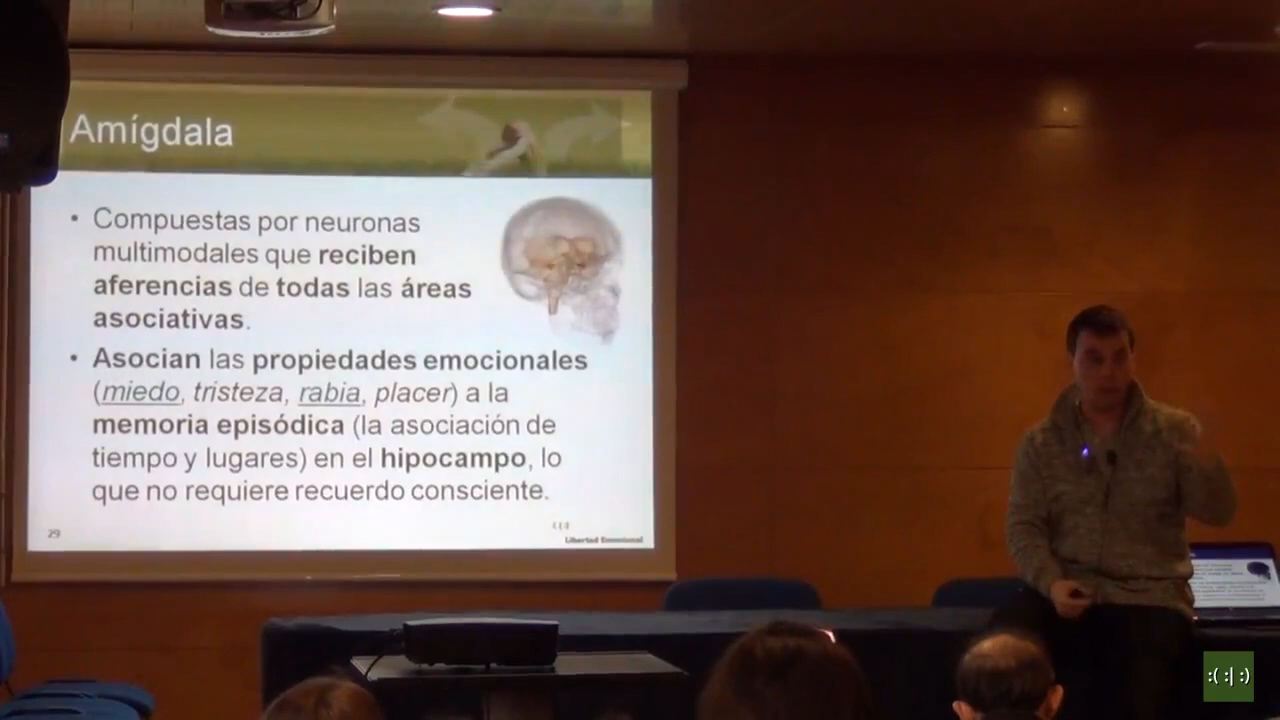 Amígdala
• Compuestas por neuronas
multimodales que reciben
aferencias de todas las áreas
asociativas.
• Asocian las propiedades emocionales
(miedo, tristeza, rabia, placer) a la
memoria episódica (la asociación de
tiempo y lugares) en el hipocampo, lo
que no requiere recuerdo consciente.
29
Libertad Emocional
:( :| :)